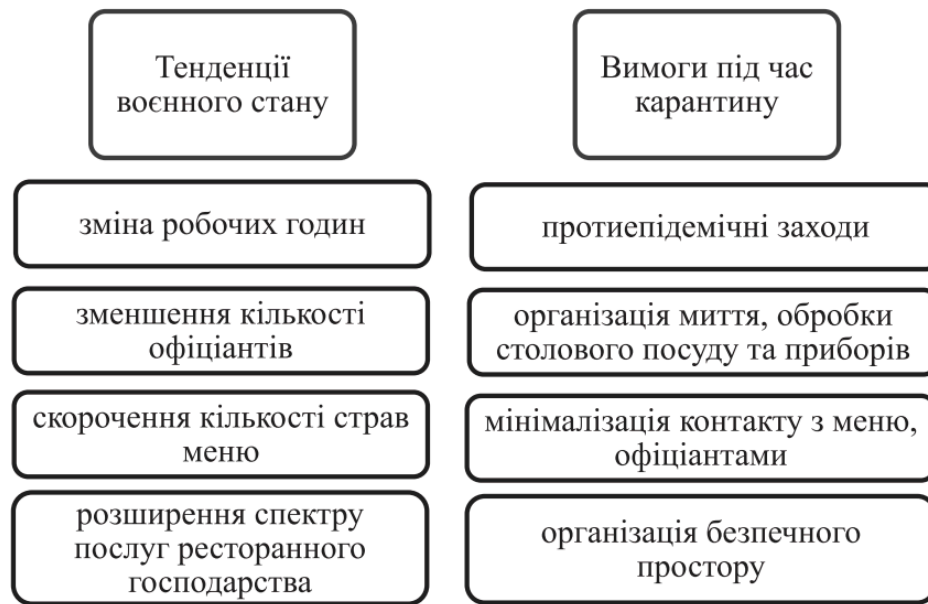 Тенденції
воєнного стану
зміна робочих годин
зменшення кількості
офіціантів
скорочення кількості страв
меню
розширення спектру
послуг ресторанного
господарства
Вимоги під час
карантину
протиепідемічні заходи
організація миття, обробки
столового посуду та приборів
мінімалізація контакту з меню,
офіціантами
організація безпечного
простору